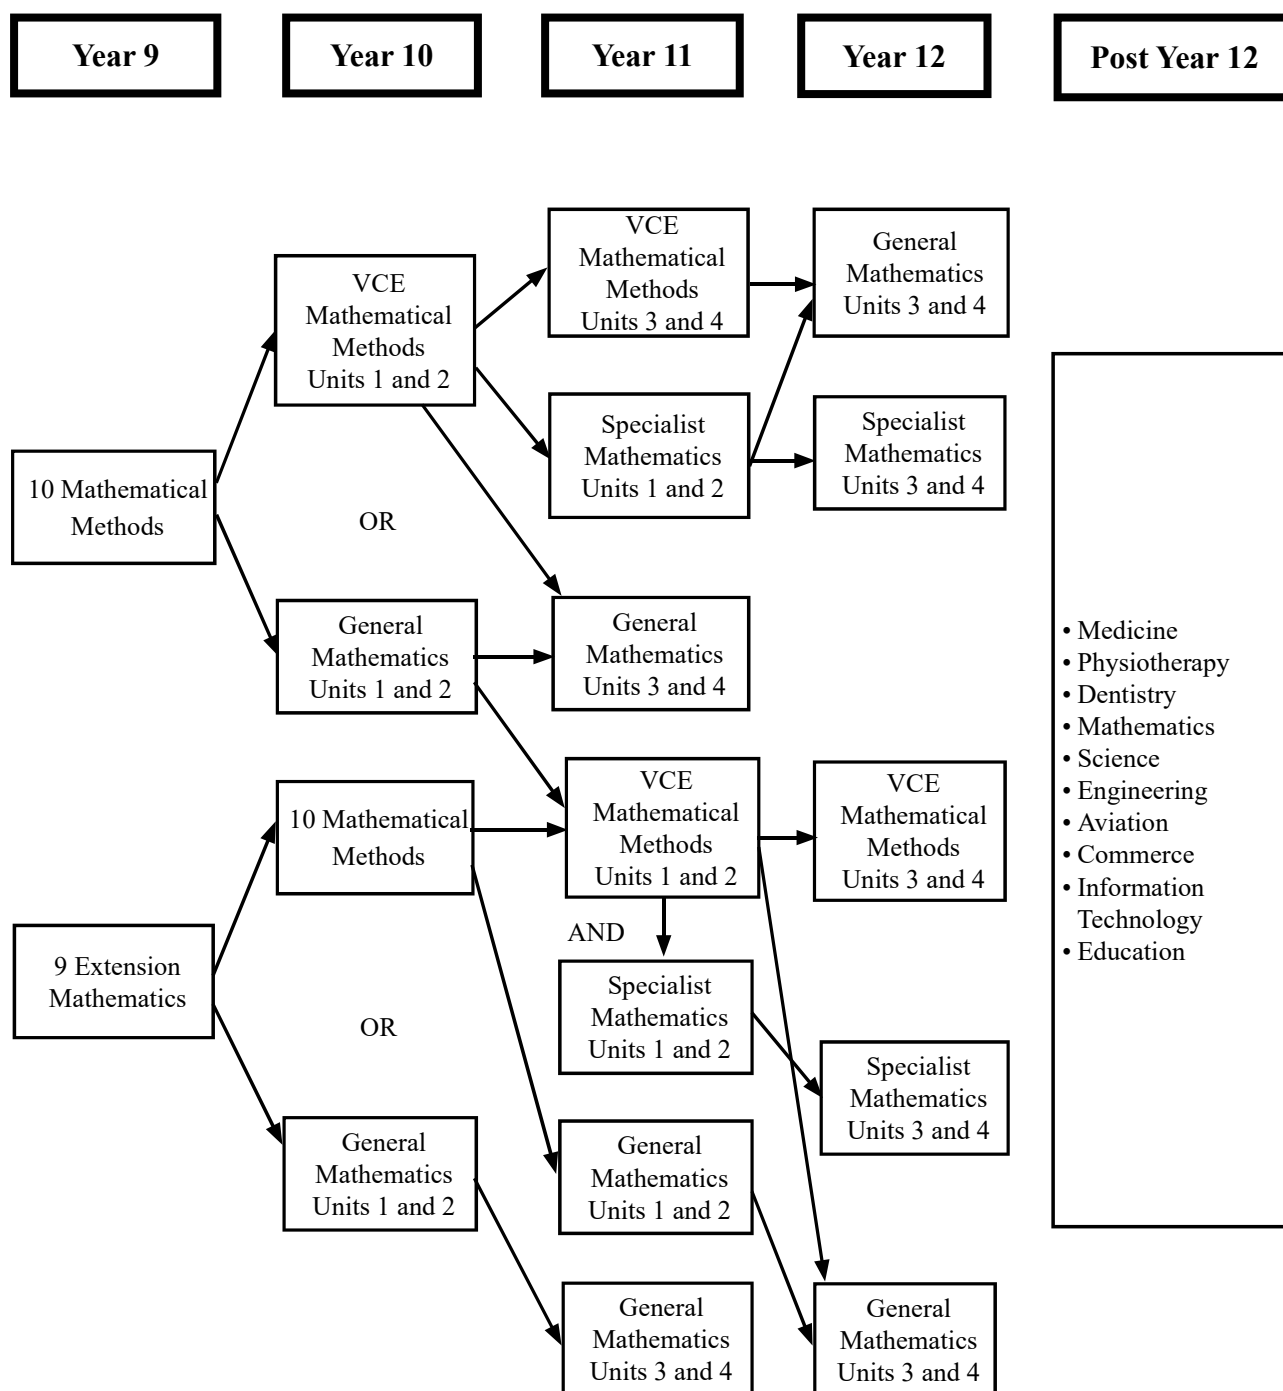 Year 9
Year 10
Year 11
Year 12
Post Year 12
10 Mathematical
Methods
9 Extension
Mathematics
VCE
Mathematical
Methods
Units 1 and 2
OR
General
Mathematics
Units 1 and 2
10 Mathematical
Methods
OR
General
Mathematics
Units 1 and 2
VCE
Mathematical
Methods
Units 3 and 4
Specialist
Mathematics
Units 1 and 2
General
Mathematics
Units 3 and 4
VCE
Mathematical
Methods
Units 1 and 2
AND
Specialist
Mathematics
Units 1 and 2
General
Mathematics
Units 1 and 2
General
Mathematics
Units 3 and 4
General
Mathematics
Units 3 and 4
Specialist
Mathematics
Units 3 and 4
VCE
Mathematical
Methods
Units 3 and 4
Specialist
Mathematics
Units 3 and 4
General
Mathematics
Units 3 and 4
• Medicine
• Physiotherapy
• Dentistry
• Mathematics
• Science
• Engineering
• Aviation
• Commerce
• Information
Technology
• Education